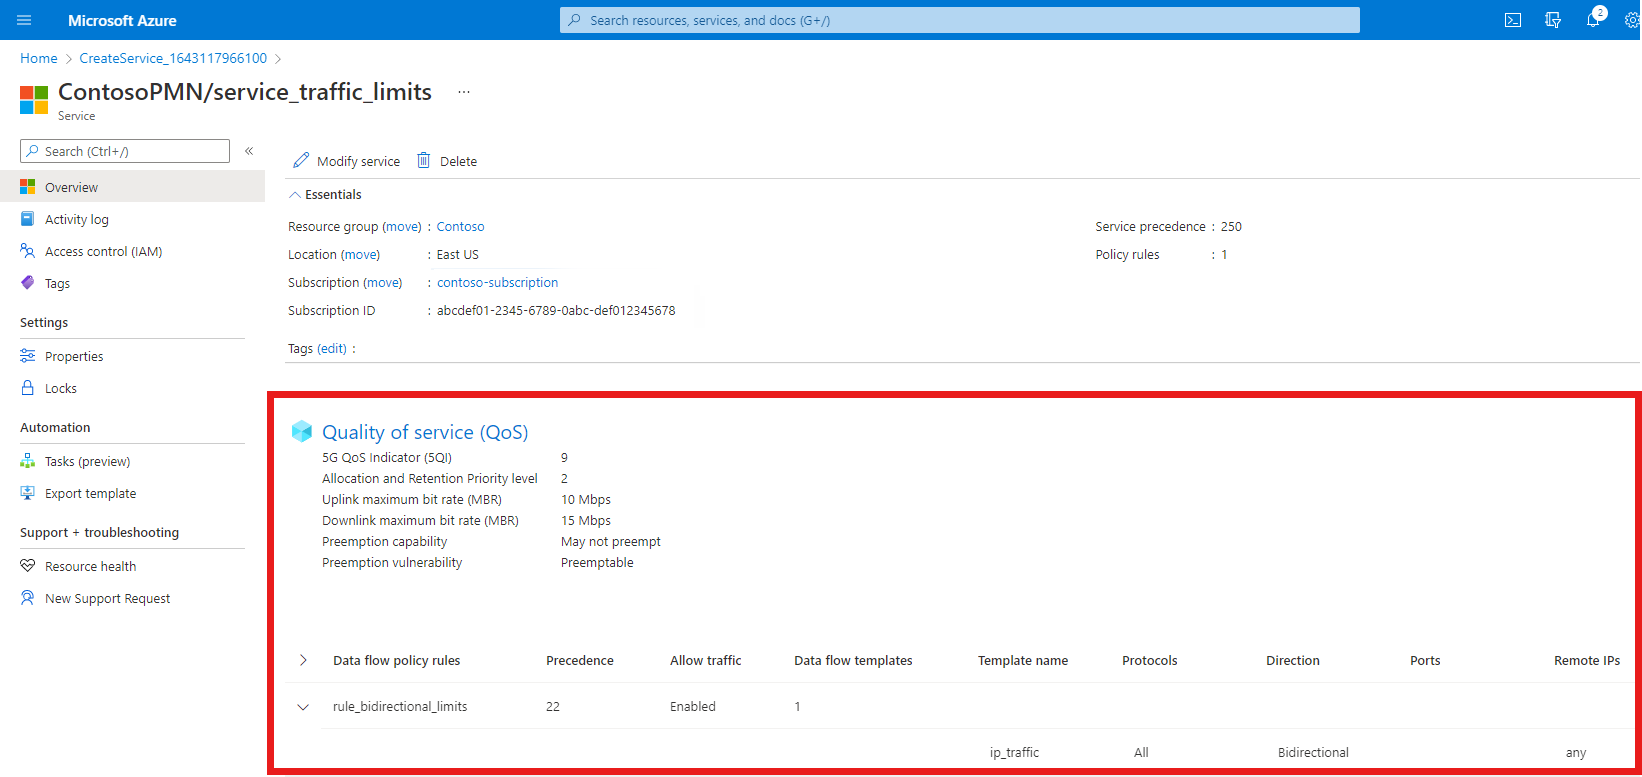 Microsoft Azure
Search resources, services, and docs (G+/)
2
Home > CreateService_1643117966100 >
ContosoPMN/service_traffic_limits ...
Service
Search (Ctrl+/) «
Overview
Activity log
Access control (IAM)
Tags
Settings
Properties
Locks
Automation
Tasks (preview)
Export template
Support + troubleshooting
Resource health
New Support Request
Modify service Delete
Essentials
Resource group (move) : Contoso
Location (move) : East US
Subscription (move) : contoso-subscription
Subscription ID : abcdef01-2345-6789-0abc-def012345678
Service precedence : 250
Policy rules : 1
Tags (edit) :
Quality of service (QoS)
5G QoS Indicator (5QI) 9
Allocation and Retention Priority level 2
Uplink maximum bit rate (MBR) 10 Mbps
Downlink maximum bit rate (MBR) 15 Mbps
Preemption capability May not preempt
Preemption vulnerability Preemptable
Data flow policy rules Precedence Allow traffic Data flow templates Template name Protocols Direction Ports Remote IPs
rule_bidirectional_limits 22 Enabled 1
ip_traffic All Bidirectional any